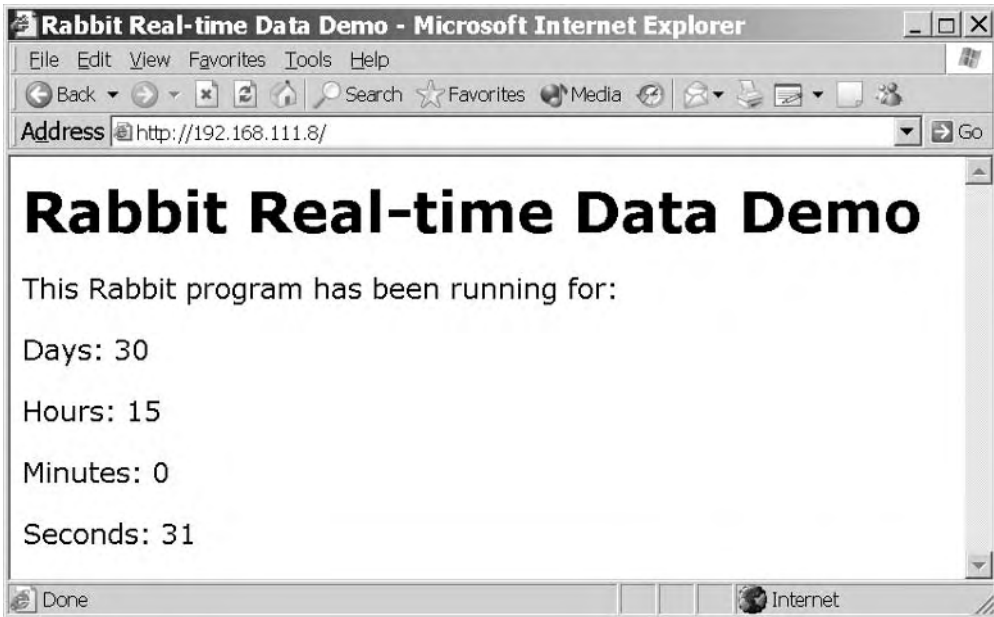 Rabbit Real-time Data Demo - Microsoft Internet Explorer
File Edit View Favorites Tools Help
Back Search Favorites Media
Address http://192.168.111.8/ Go
Rabbit Real-time Data Demo
This Rabbit program has been running for:
Days: 30
Hours: 15
Minutes: 0
Seconds: 31
Done Internet